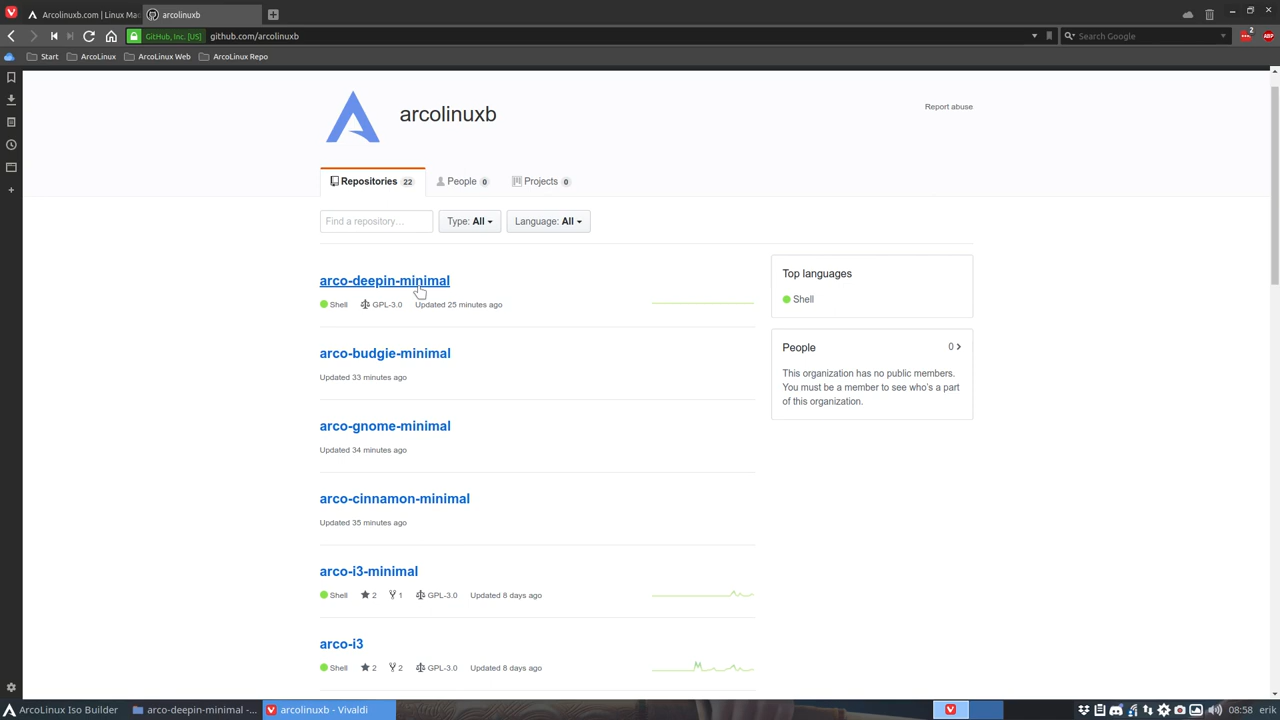 ArcoLinux.com | Linux Ma
arcolinuxb
GitHub, Inc. [US]
github.com/arcolinuxb
Search Google
2
ABP
Start
ArcoLinux
ArcoLinux Web
ArcoLinux Repo
arcolinuxb
Report abuse
Repositories 22
People 0
Projects 0
Find a repository…
Type: All
Language: All
arco-deepin-minimal
Shell GPL-3.0 Updated 25 minutes ago
Top languages
Shell
arco-budgie-minimal
Updated 33 minutes ago
People 0
This organization has no public members.
You must be a member to see who’s a part
of this organization.
arco-gnome-minimal
Updated 34 minutes ago
arco-cinnamon-minimal
Updated 35 minutes ago
arco-i3-minimal
Shell 2 1 GPL-3.0 Updated 8 days ago
arco-i3
Shell 2 2 GPL-3.0 Updated 8 days ago
ArcoLinux Iso Builder
arco-deepin-minimal -...
arcolinuxb - Vivaldi
08:58 erik